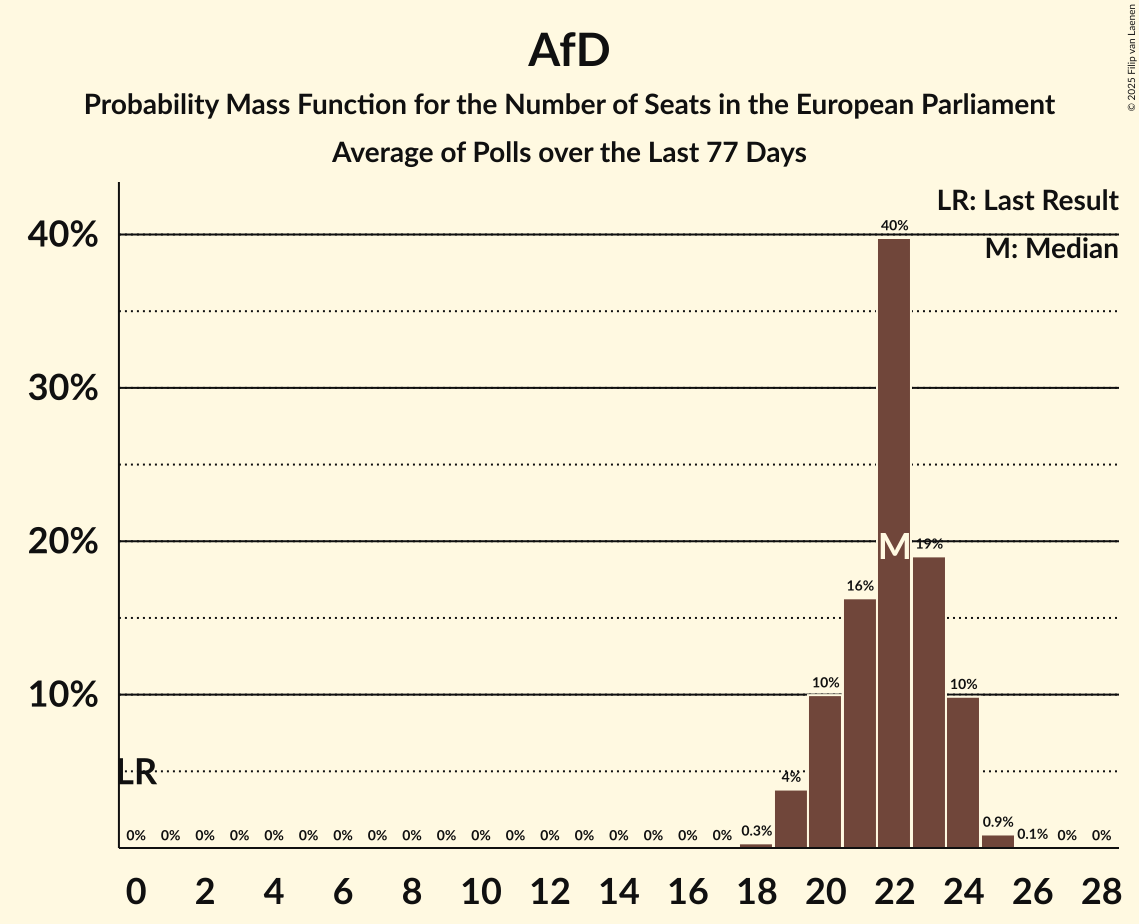 AfD
Probability Mass Function for the Number of Seats in the European Parliament
Average of Polls over the Last 77 Days
© 2025 Filip van Laenen
LR: Last Result
M: Median
40%
30%
20%
10%
LR
M
0% 0% 0% 0% 0% 0% 0% 0% 0% 0% 0% 0% 0% 0% 0% 0% 0% 0% 0.3% 4% 10% 16% 40% 19% 10% 0.9% 0.1% 0% 0%
0 2 4 6 8 10 12 14 16 18 20 22 24 26 28